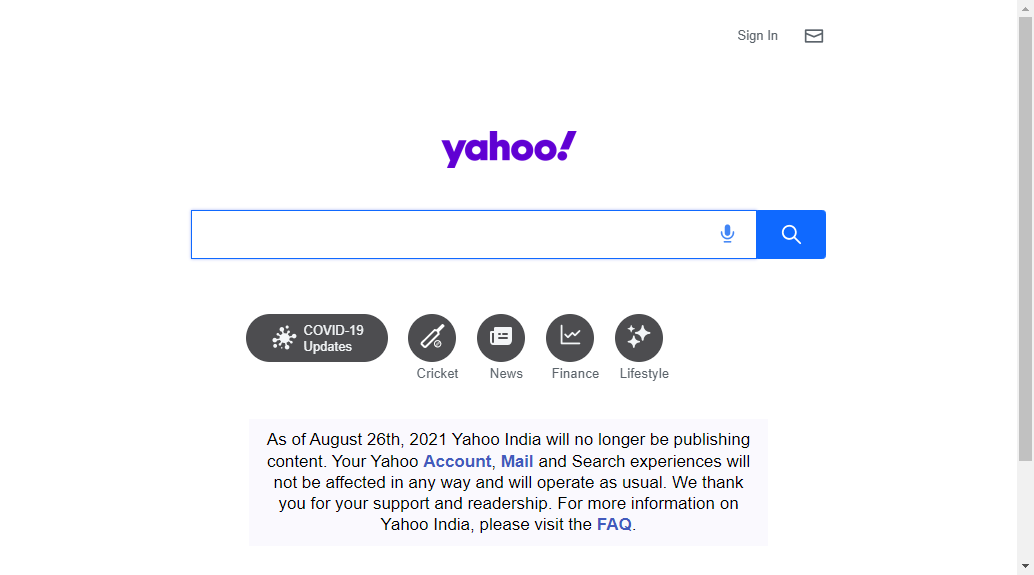 Sign In
yahoo!
COVID-19
Updates
Cricket
News
Finance
Lifestyle
As of August 26th, 2021 Yahoo India will no longer be publishing
content. Your Yahoo Account, Mail and Search experiences will
not be affected in any way and will operate as usual. We thank
you for your support and readership. For more information on
Yahoo India, please visit the FAQ.